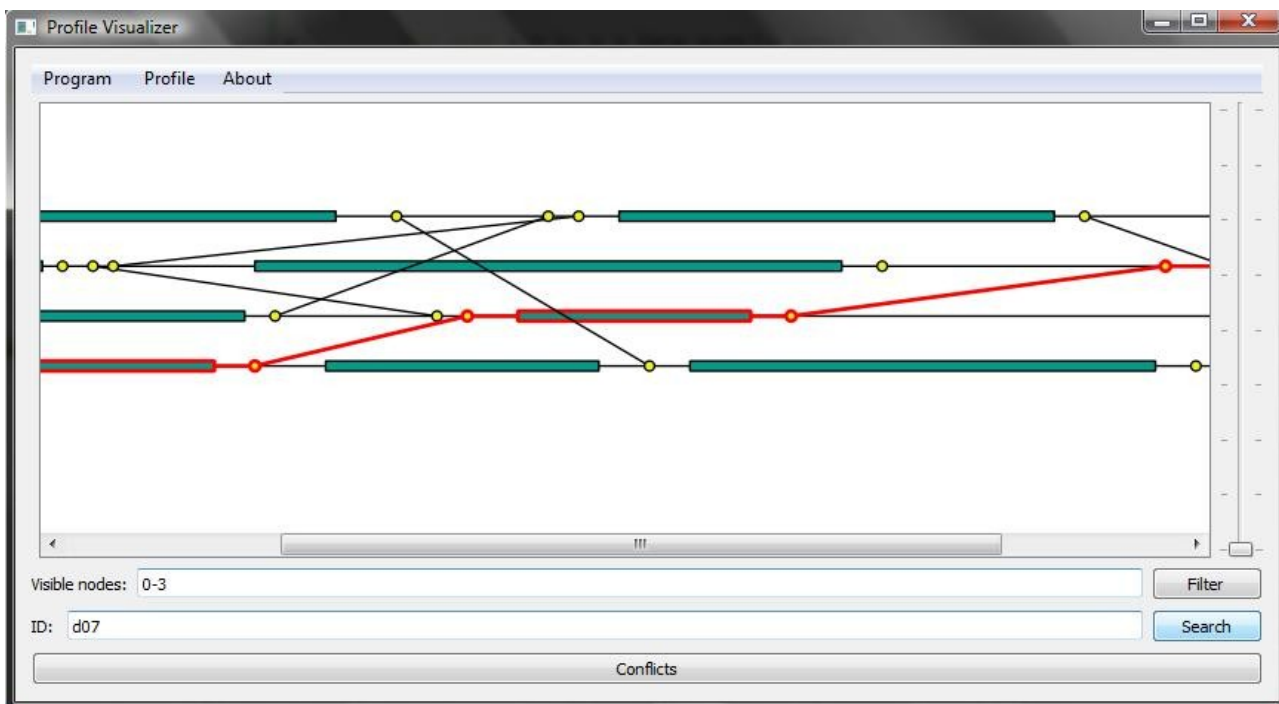 Profile Visualizer
Program Profile About
Visible nodes: 0-3 Filter
ID: d07 Search
Conflicts